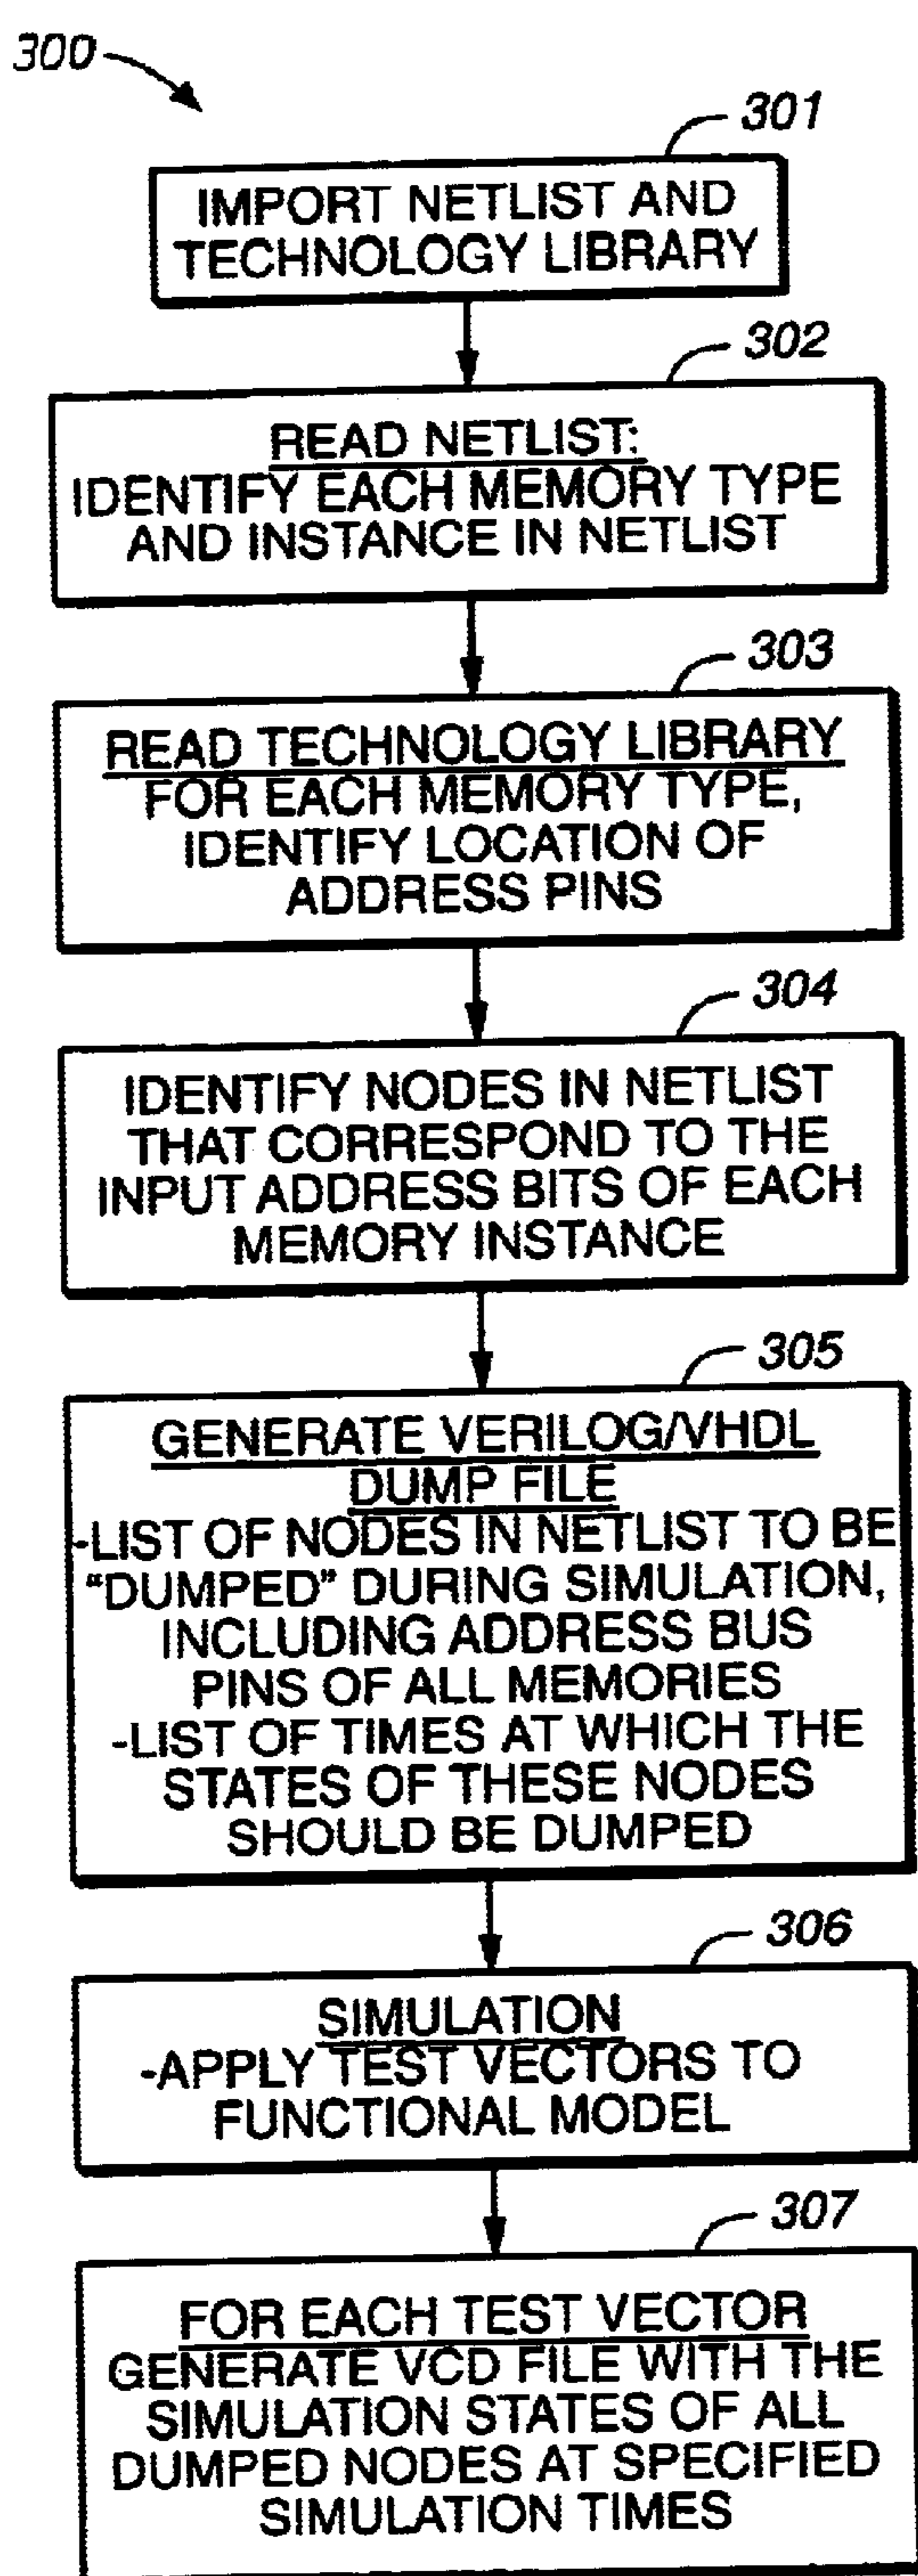 300
301
IMPORT NETLIST AND
TECHNOLOGY LIBRARY
302
READ NETLIST:
IDENTIFY EACH MEMORY TYPE
AND INSTANCE IN NETLIST
303
READ TECHNOLOGY LIBRARY
FOR EACH MEMORY TYPE,
IDENTIFY LOCATION OF
ADDRESS PINS
304
IDENTIFY NODES IN NETLIST
THAT CORRESPOND TO THE
INPUT ADDRESS BITS OF EACH
MEMORY INSTANCE
305
GENERATE VERILOG/VHDL
DUMP FILE
-LIST OF NODES IN NETLIST TO BE
“DUMPED” DURING SIMULATION,
INCLUDING ADDRESS BUS
PINS OF ALL MEMORIES
-LIST OF TIMES AT WHICH THE
STATES OF THESE NODES
SHOULD BE DUMPED
306
SIMULATION
-APPLY TEST VECTORS TO
FUNCTIONAL MODEL
307
FOR EACH TEST VECTOR
GENERATE VCD FILE WITH THE
SIMULATION STATES OF ALL
DUMPED NODES AT SPECIFIED
SIMULATION TIMES